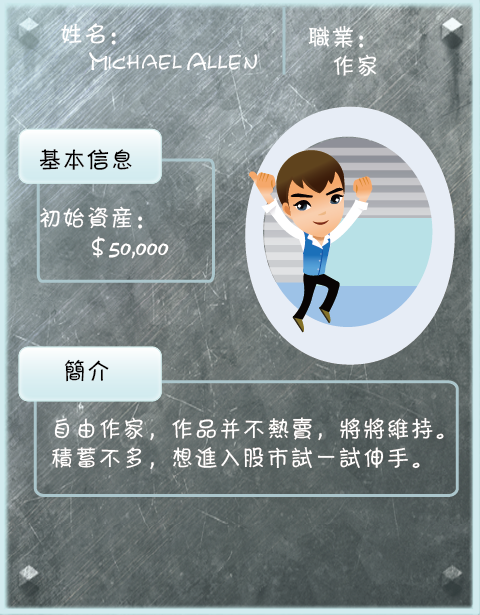 姓名：
MICHAEL ALLEN
職業：
作家
基本信息
初始資產：
$50,000
簡介
自由作家，作品并不熱賣，將將維持。
積蓄不多，想進入股市試一試伸手。